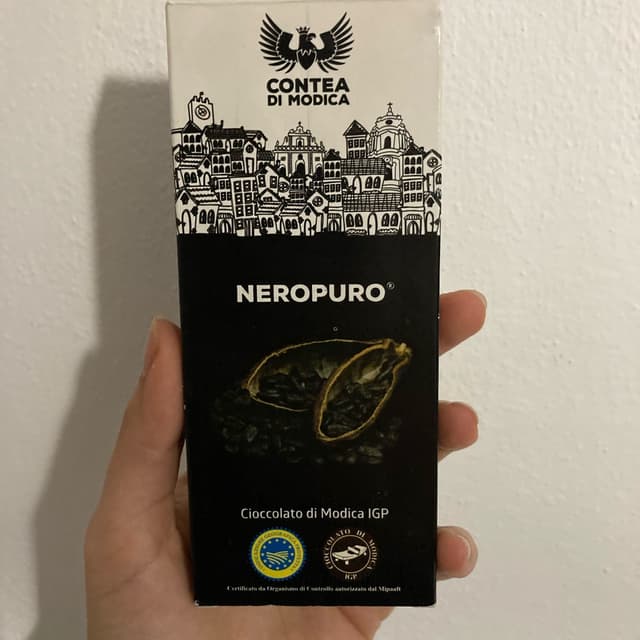 CONTEA
DI MODICA
NEROPURO®
Cioccolato di Modica IGP
CIOCCOLATO DI MODICA
IGP
Certificato da Organismo di Controllo autorizzato dal Mipaaft